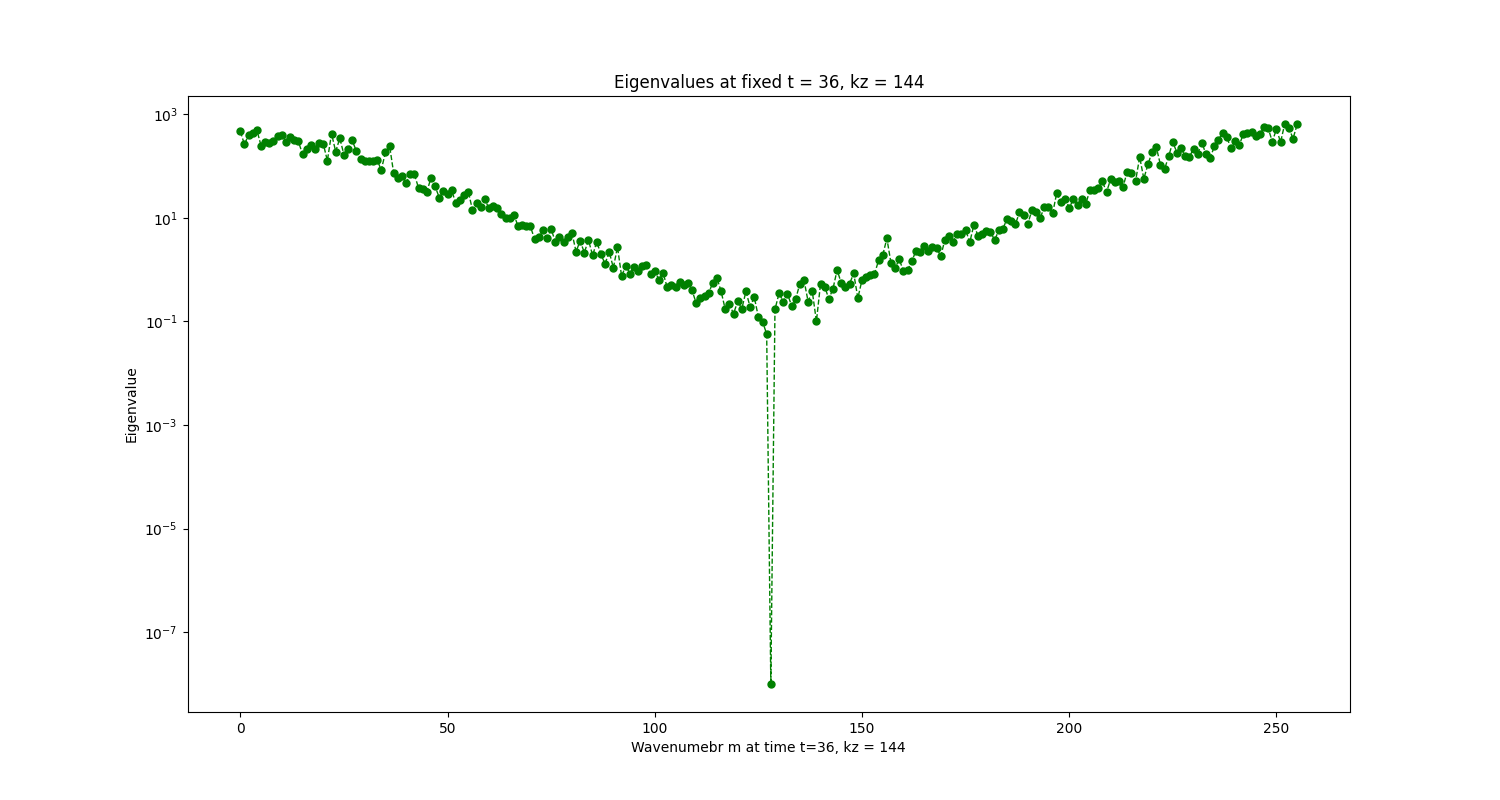 Eigenvalues at fixed t = 36, kz = 144
10³
10¹
10⁻¹
10⁻³
10⁻⁵
10⁻⁷
Eigenvalue
0 50 100 150 200 250
Wavenumebr m at time t=36, kz = 144